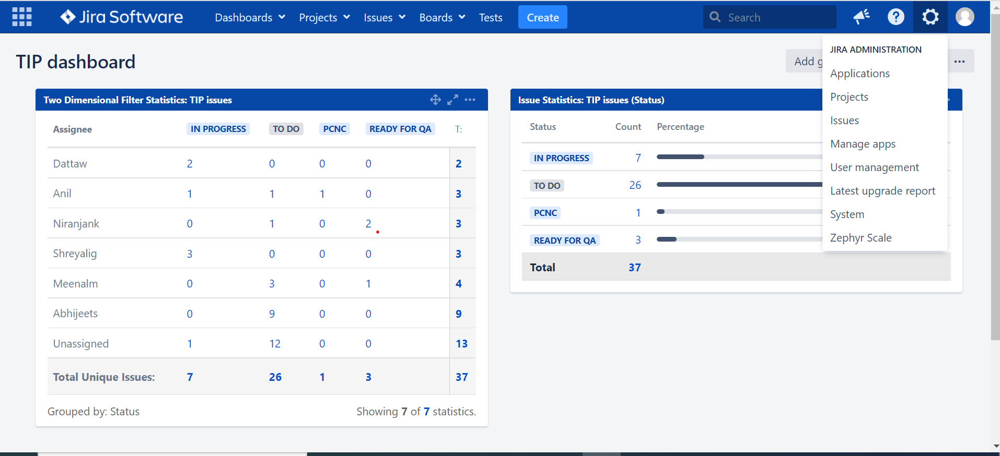 Jira Software Dashboards Projects Issues Boards Tests Create Search
TIP dashboard
Add g
JIRA ADMINISTRATION
Applications
Projects
Issues
Manage apps
User management
Latest upgrade report
System
Zephyr Scale
Two Dimensional Filter Statistics: TIP issues
Assignee IN PROGRESS TO DO PCNC READY FOR QA T:
Dattaw 2 0 0 0 2
Anil 1 1 1 0 3
Niranjank 0 1 0 2 3
Shreyalig 3 0 0 0 3
Meenalm 0 3 0 1 4
Abhijeets 0 9 0 0 9
Unassigned 1 12 0 0 13
Total Unique Issues: 7 26 1 3 37
Grouped by: Status Showing 7 of 7 statistics.
Issue Statistics: TIP issues (Status)
Status Count Percentage
IN PROGRESS 7
TO DO 26
PCNC 1
READY FOR QA 3
Total 37